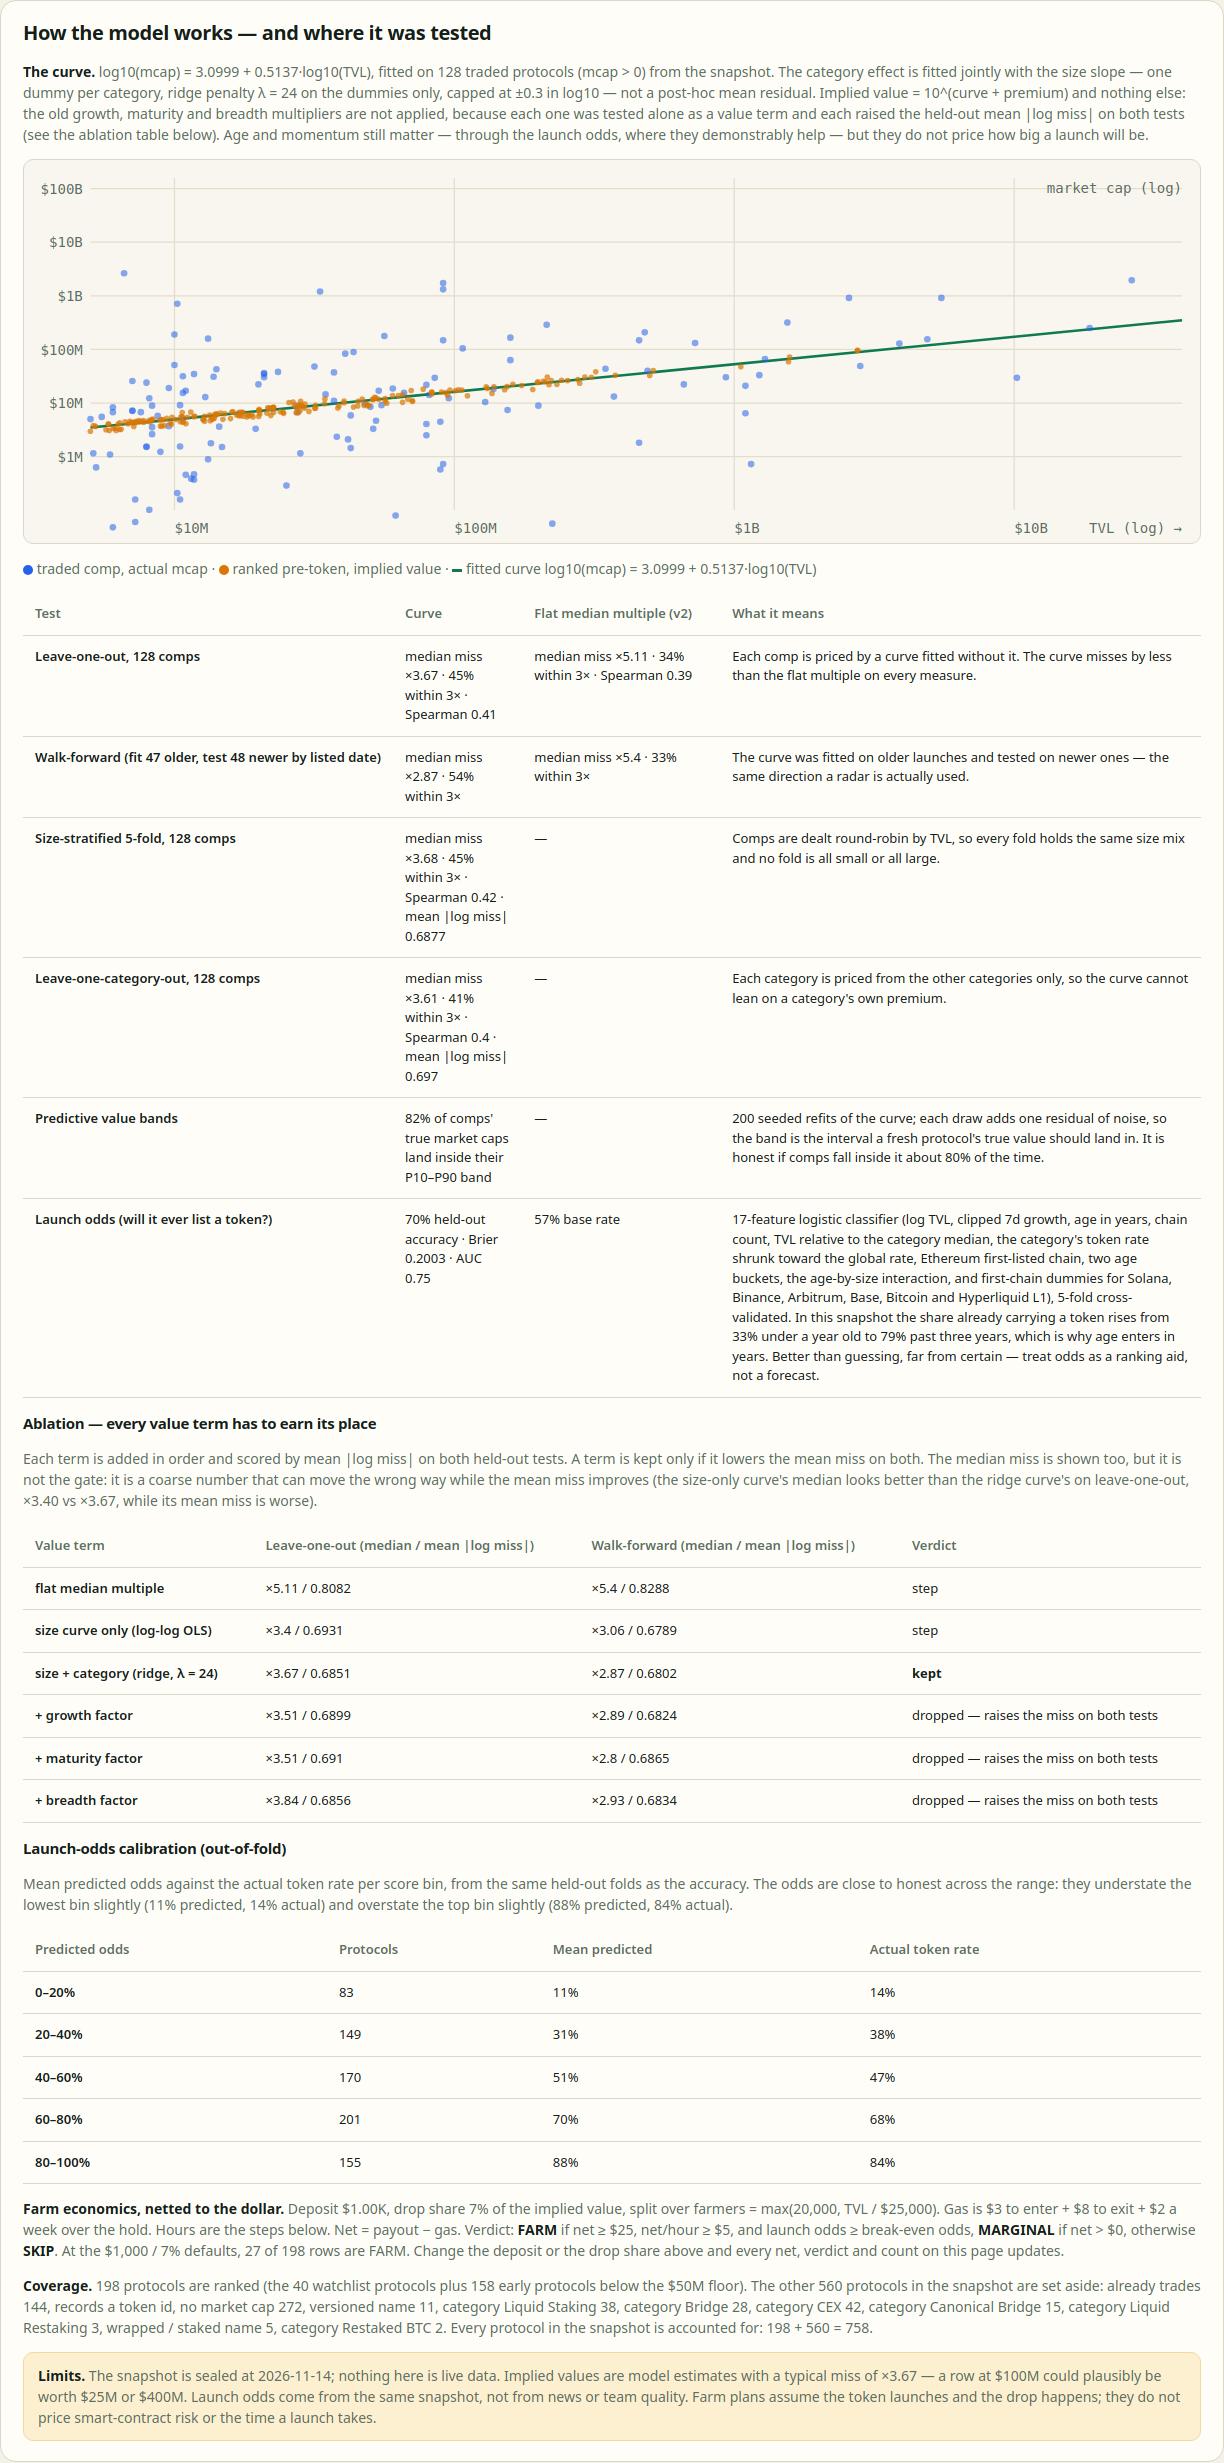 How the model works — and where it was tested
The curve. log10(mcap) = 3.0999 + 0.5137·log10(TVL), fitted on 128 traded protocols (mcap > 0) from the snapshot. The category effect is fitted jointly with the size slope — one
dummy per category, ridge penalty λ = 24 on the dummies only, capped at ±0.3 in log10 — not a post-hoc mean residual. Implied value = 10^(curve + premium) and nothing else:
the old growth, maturity and breadth multipliers are not applied, because each one was tested alone as a value term and each raised the held-out mean |log miss| on both tests
(see the ablation table below). Age and momentum still matter — through the launch odds, where they demonstrably help — but they do not price how big a launch will be.
$100B
market cap (log)
$10B
$1B
$100M
$10M
$1M
$10M
$100M
$1B
$10B
TVL (log) →
traded comp, actual mcap · ranked pre-token, implied value · fitted curve log10(mcap) = 3.0999 + 0.5137·log10(TVL)
Test
Curve
Flat median multiple (v2)
What it means
Leave-one-out, 128 comps
median miss
×3.67 · 45%
within 3× ·
Spearman 0.41
median miss ×5.11 · 34%
within 3× · Spearman 0.39
Each comp is priced by a curve fitted without it. The curve misses by less
than the flat multiple on every measure.
Walk-forward (fit 47 older, test 48 newer by listed date)
median miss
×2.87 · 54%
within 3×
median miss ×5.4 · 33%
within 3×
The curve was fitted on older launches and tested on newer ones — the
same direction a radar is actually used.
Size-stratified 5-fold, 128 comps
median miss
×3.68 · 45%
within 3× ·
Spearman 0.42 ·
mean |log miss|
0.6877
—
Comps are dealt round-robin by TVL, so every fold holds the same size mix
and no fold is all small or all large.
Leave-one-category-out, 128 comps
median miss
×3.61 · 41%
within 3× ·
Spearman 0.4 ·
mean |log miss|
0.697
—
Each category is priced from the other categories only, so the curve cannot
lean on a category's own premium.
Predictive value bands
82% of comps'
true market caps
land inside their
P10–P90 band
—
200 seeded refits of the curve; each draw adds one residual of noise, so
the band is the interval a fresh protocol's true value should land in. It is
honest if comps fall inside it about 80% of the time.
Launch odds (will it ever list a token?)
70% held-out
accuracy · Brier
0.2003 · AUC
0.75
57% base rate
17-feature logistic classifier (log TVL, clipped 7d growth, age in years, chain
count, TVL relative to the category median, the category's token rate
shrunk toward the global rate, Ethereum first-listed chain, two age
buckets, the age-by-size interaction, and first-chain dummies for Solana,
Binance, Arbitrum, Base, Bitcoin and Hyperliquid L1), 5-fold cross-
validated. In this snapshot the share already carrying a token rises from
33% under a year old to 79% past three years, which is why age enters in
years. Better than guessing, far from certain — treat odds as a ranking aid,
not a forecast.
Ablation — every value term has to earn its place
Each term is added in order and scored by mean |log miss| on both held-out tests. A term is kept only if it lowers the mean miss on both. The median miss is shown too, but it is
not the gate: it is a coarse number that can move the wrong way while the mean miss improves (the size-only curve's median looks better than the ridge curve's on leave-one-out,
×3.40 vs ×3.67, while its mean miss is worse).
Value term
Leave-one-out (median / mean |log miss|)
Walk-forward (median / mean |log miss|)
Verdict
flat median multiple
×5.11 / 0.8082
×5.4 / 0.8288
step
size curve only (log-log OLS)
×3.4 / 0.6931
×3.06 / 0.6789
step
size + category (ridge, λ = 24)
×3.67 / 0.6851
×2.87 / 0.6802
kept
+ growth factor
×3.51 / 0.6899
×2.89 / 0.6824
dropped — raises the miss on both tests
+ maturity factor
×3.51 / 0.691
×2.8 / 0.6865
dropped — raises the miss on both tests
+ breadth factor
×3.84 / 0.6856
×2.93 / 0.6834
dropped — raises the miss on both tests
Launch-odds calibration (out-of-fold)
Mean predicted odds against the actual token rate per score bin, from the same held-out folds as the accuracy. The odds are close to honest across the range: they understate the
lowest bin slightly (11% predicted, 14% actual) and overstate the top bin slightly (88% predicted, 84% actual).
Predicted odds
Protocols
Mean predicted
Actual token rate
0–20%
83
11%
14%
20–40%
149
31%
38%
40–60%
170
51%
47%
60–80%
201
70%
68%
80–100%
155
88%
84%
Farm economics, netted to the dollar. Deposit $1.00K, drop share 7% of the implied value, split over farmers = max(20,000, TVL / $25,000). Gas is $3 to enter + $8 to exit + $2 a
week over the hold. Hours are the steps below. Net = payout − gas. Verdict: FARM if net ≥ $25, net/hour ≥ $5, and launch odds ≥ break-even odds, MARGINAL if net > $0, otherwise
SKIP. At the $1,000 / 7% defaults, 27 of 198 rows are FARM. Change the deposit or the drop share above and every net, verdict and count on this page updates.
Coverage. 198 protocols are ranked (the 40 watchlist protocols plus 158 early protocols below the $50M floor). The other 560 protocols in the snapshot are set aside: already trades
144, records a token id, no market cap 272, versioned name 11, category Liquid Staking 38, category Bridge 28, category CEX 42, category Canonical Bridge 15, category Liquid
Restaking 3, wrapped / staked name 5, category Restaked BTC 2. Every protocol in the snapshot is accounted for: 198 + 560 = 758.
Limits. The snapshot is sealed at 2026-11-14; nothing here is live data. Implied values are model estimates with a typical miss of ×3.67 — a row at $100M could plausibly be
worth $25M or $400M. Launch odds come from the same snapshot, not from news or team quality. Farm plans assume the token launches and the drop happens; they do not
price smart-contract risk or the time a launch takes.